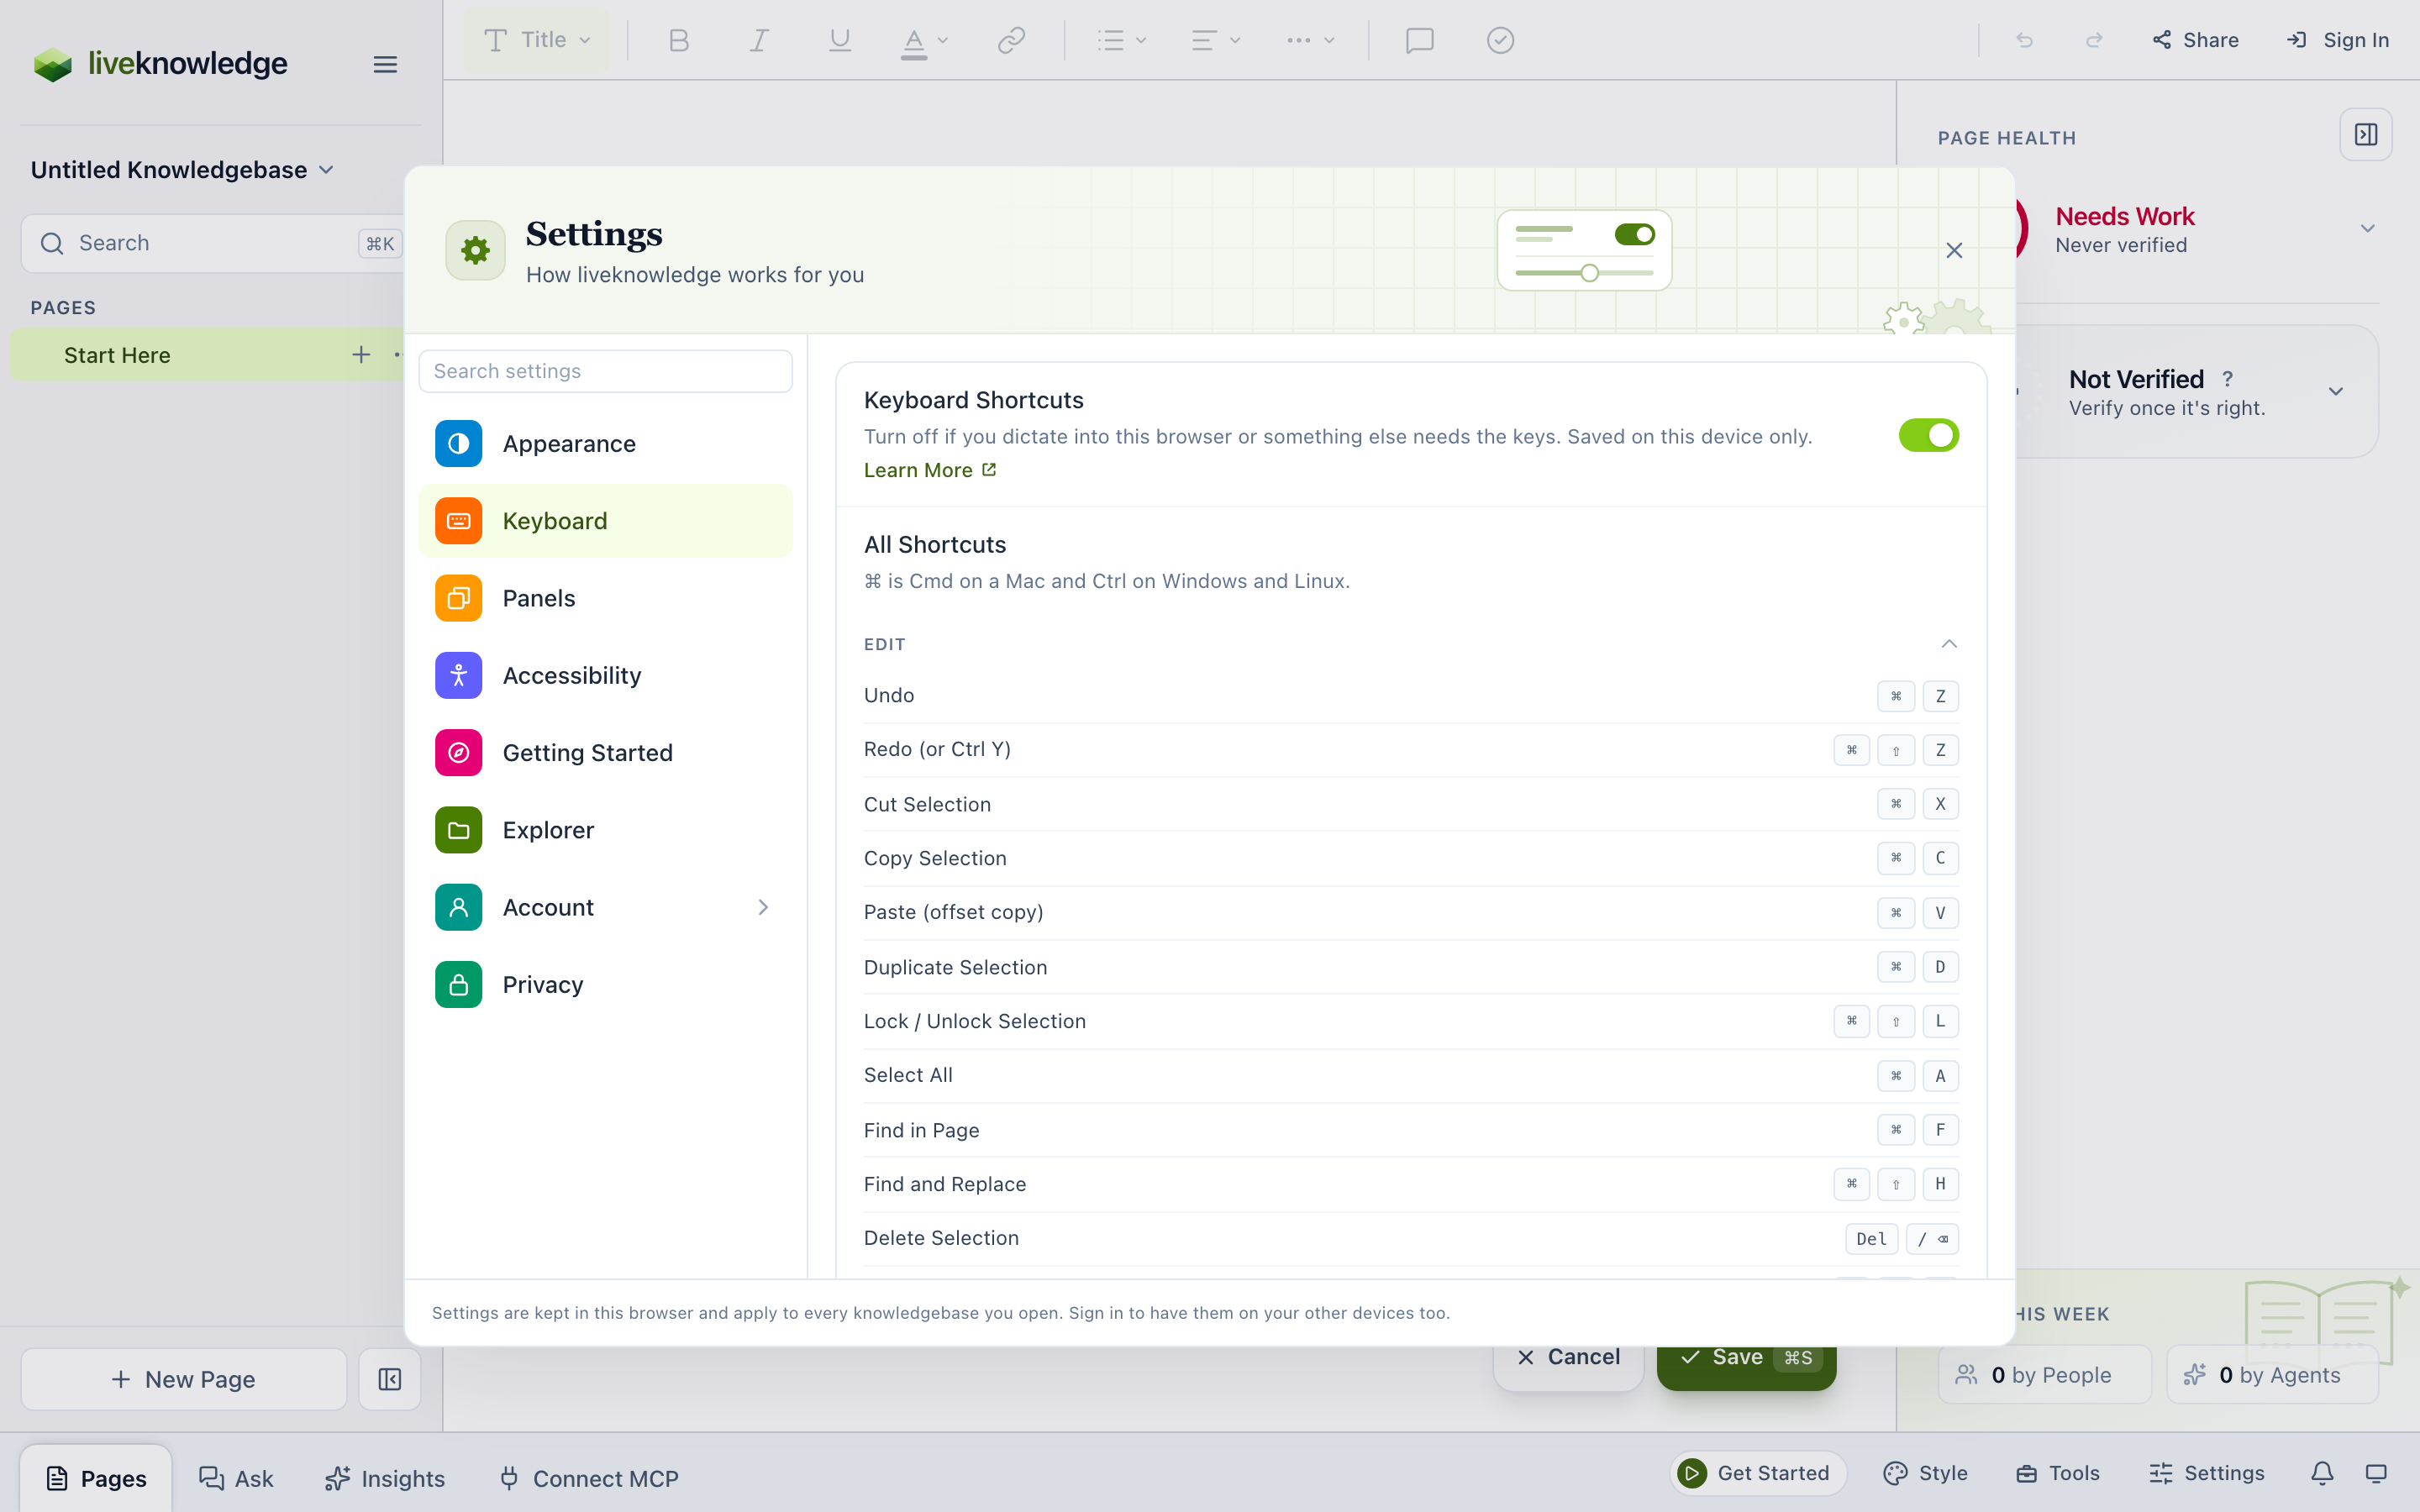 liveknowledge
Title
Share
Sign In
Untitled Knowledgebase
Search
⌘K
PAGES
Start Here
PAGE HEALTH
Needs Work
Never verified
Not Verified ?
Verify once it's right.
Settings
How liveknowledge works for you
Search settings
Appearance
Keyboard
Panels
Accessibility
Getting Started
Explorer
Account
Privacy
Keyboard Shortcuts
Turn off if you dictate into this browser or something else needs the keys. Saved on this device only.
Learn More
All Shortcuts
⌘ is Cmd on a Mac and Ctrl on Windows and Linux.
EDIT
Undo ⌘ Z
Redo (or Ctrl Y) ⌘ ⇧ Z
Cut Selection ⌘ X
Copy Selection ⌘ C
Paste (offset copy) ⌘ V
Duplicate Selection ⌘ D
Lock / Unlock Selection ⌘ ⇧ L
Select All ⌘ A
Find in Page ⌘ F
Find and Replace ⌘ ⇧ H
Delete Selection Del / ⌫
Settings are kept in this browser and apply to every knowledgebase you open. Sign in to have them on your other devices too.
Cancel
Save ⌘S
HIS WEEK
0 by People
0 by Agents
New Page
Pages
Ask
Insights
Connect MCP
Get Started
Style
Tools
Settings